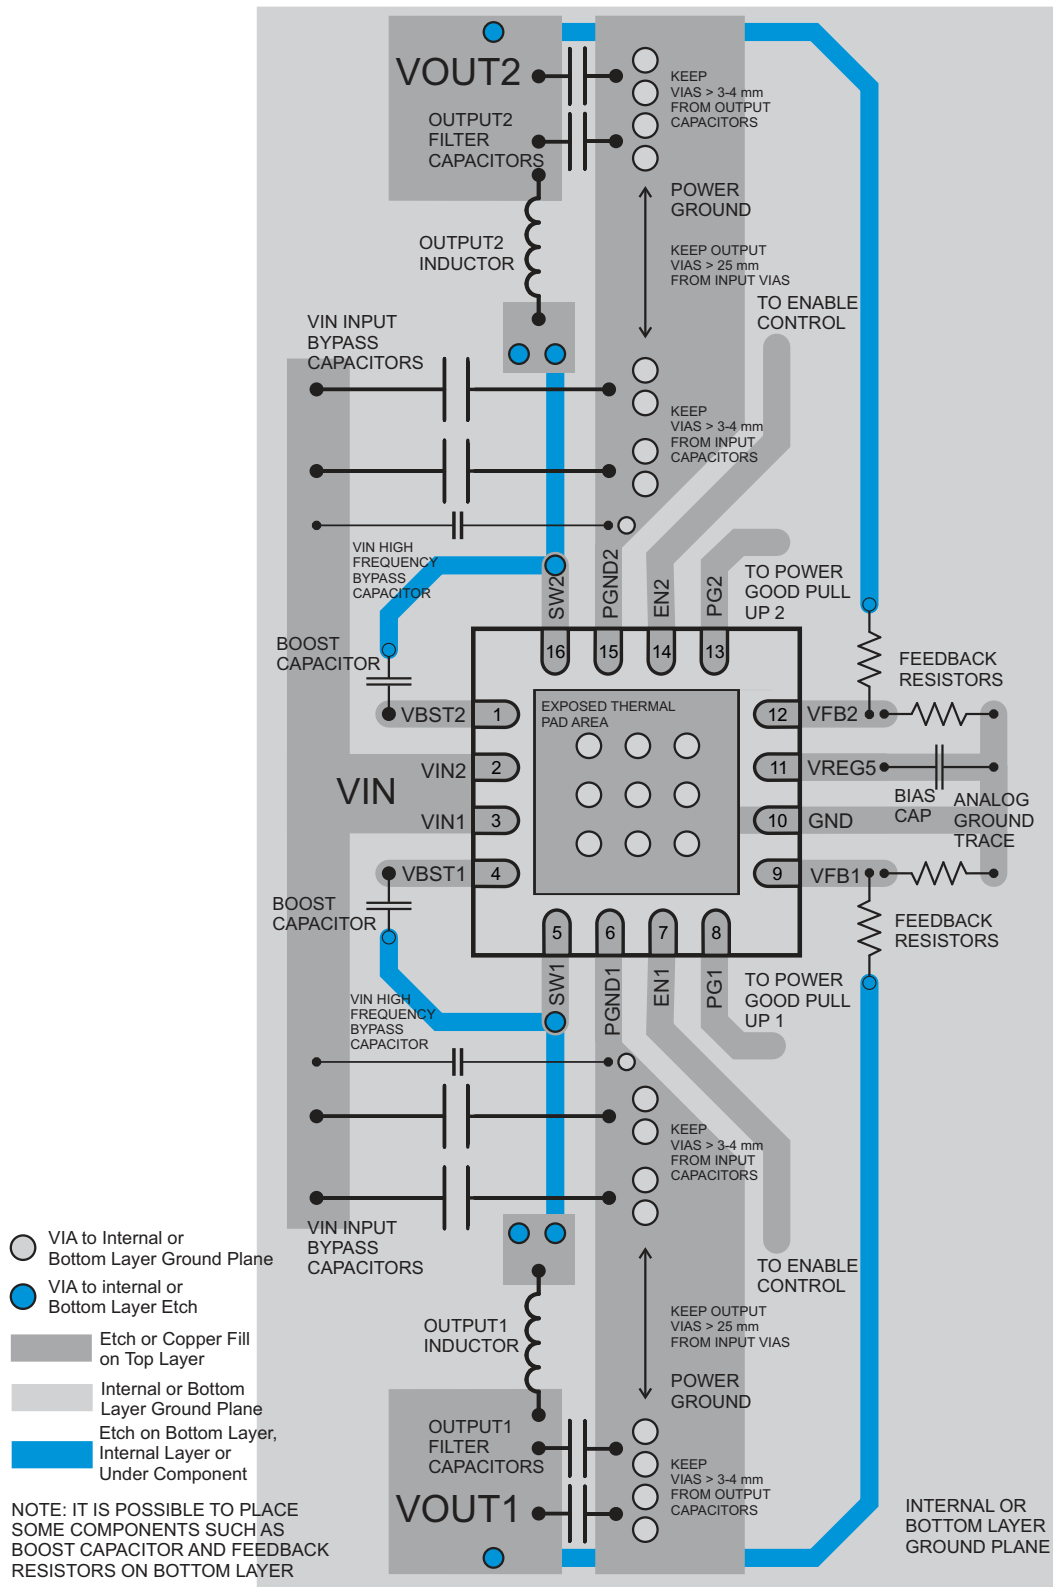 VOUT2
OUTPUT2
FILTER
CAPACITORS
KEEP
VIAS > 3-4 mm
FROM OUTPUT
CAPACITORS
POWER
GROUND
OUTPUT2
INDUCTOR
KEEP OUTPUT
VIAS > 25 mm
FROM INPUT VIAS
TO ENABLE
CONTROL
VIN INPUT
BYPASS
CAPACITORS
KEEP
VIAS > 3-4 mm
FROM INPUT
CAPACITORS
VIN HIGH
FREQUENCY
BYPASS
CAPACITOR
SW2
PGND2
EN2
PG2
TO POWER
GOOD PULL
UP 2
BOOST
CAPACITOR
16
15
14
13
FEEDBACK
RESISTORS
EXPOSED THERMAL
PAD AREA
VBST2
1
12
VFB2
VIN2
2
11
VREG5
VIN
BIAS
CAP
ANALOG
GROUND
TRACE
VIN1
3
10
GND
VBST1
4
9
VFB1
BOOST
CAPACITOR
5
6
7
8
FEEDBACK
RESISTORS
SW1
PGND1
EN1
PG1
TO POWER
GOOD PULL
UP 1
VIN HIGH
FREQUENCY
BYPASS
CAPACITOR
KEEP
VIAS > 3-4 mm
FROM INPUT
CAPACITORS
VIN INPUT
BYPASS
CAPACITORS
TO ENABLE
CONTROL
OUTPUT1
INDUCTOR
KEEP OUTPUT
VIAS > 25 mm
FROM INPUT VIAS
POWER
GROUND
OUTPUT1
FILTER
CAPACITORS
KEEP
VIAS > 3-4 mm
FROM OUTPUT
CAPACITORS
VOUT1
INTERNAL OR
BOTTOM LAYER
GROUND PLANE
VIA to Internal or
Bottom Layer Ground Plane
VIA to internal or
Bottom Layer Etch
Etch or Copper Fill
on Top Layer
Internal or Bottom
Layer Ground Plane
Etch on Bottom Layer,
Internal Layer or
Under Component
NOTE: IT IS POSSIBLE TO PLACE
SOME COMPONENTS SUCH AS
BOOST CAPACITOR AND FEEDBACK
RESISTORS ON BOTTOM LAYER